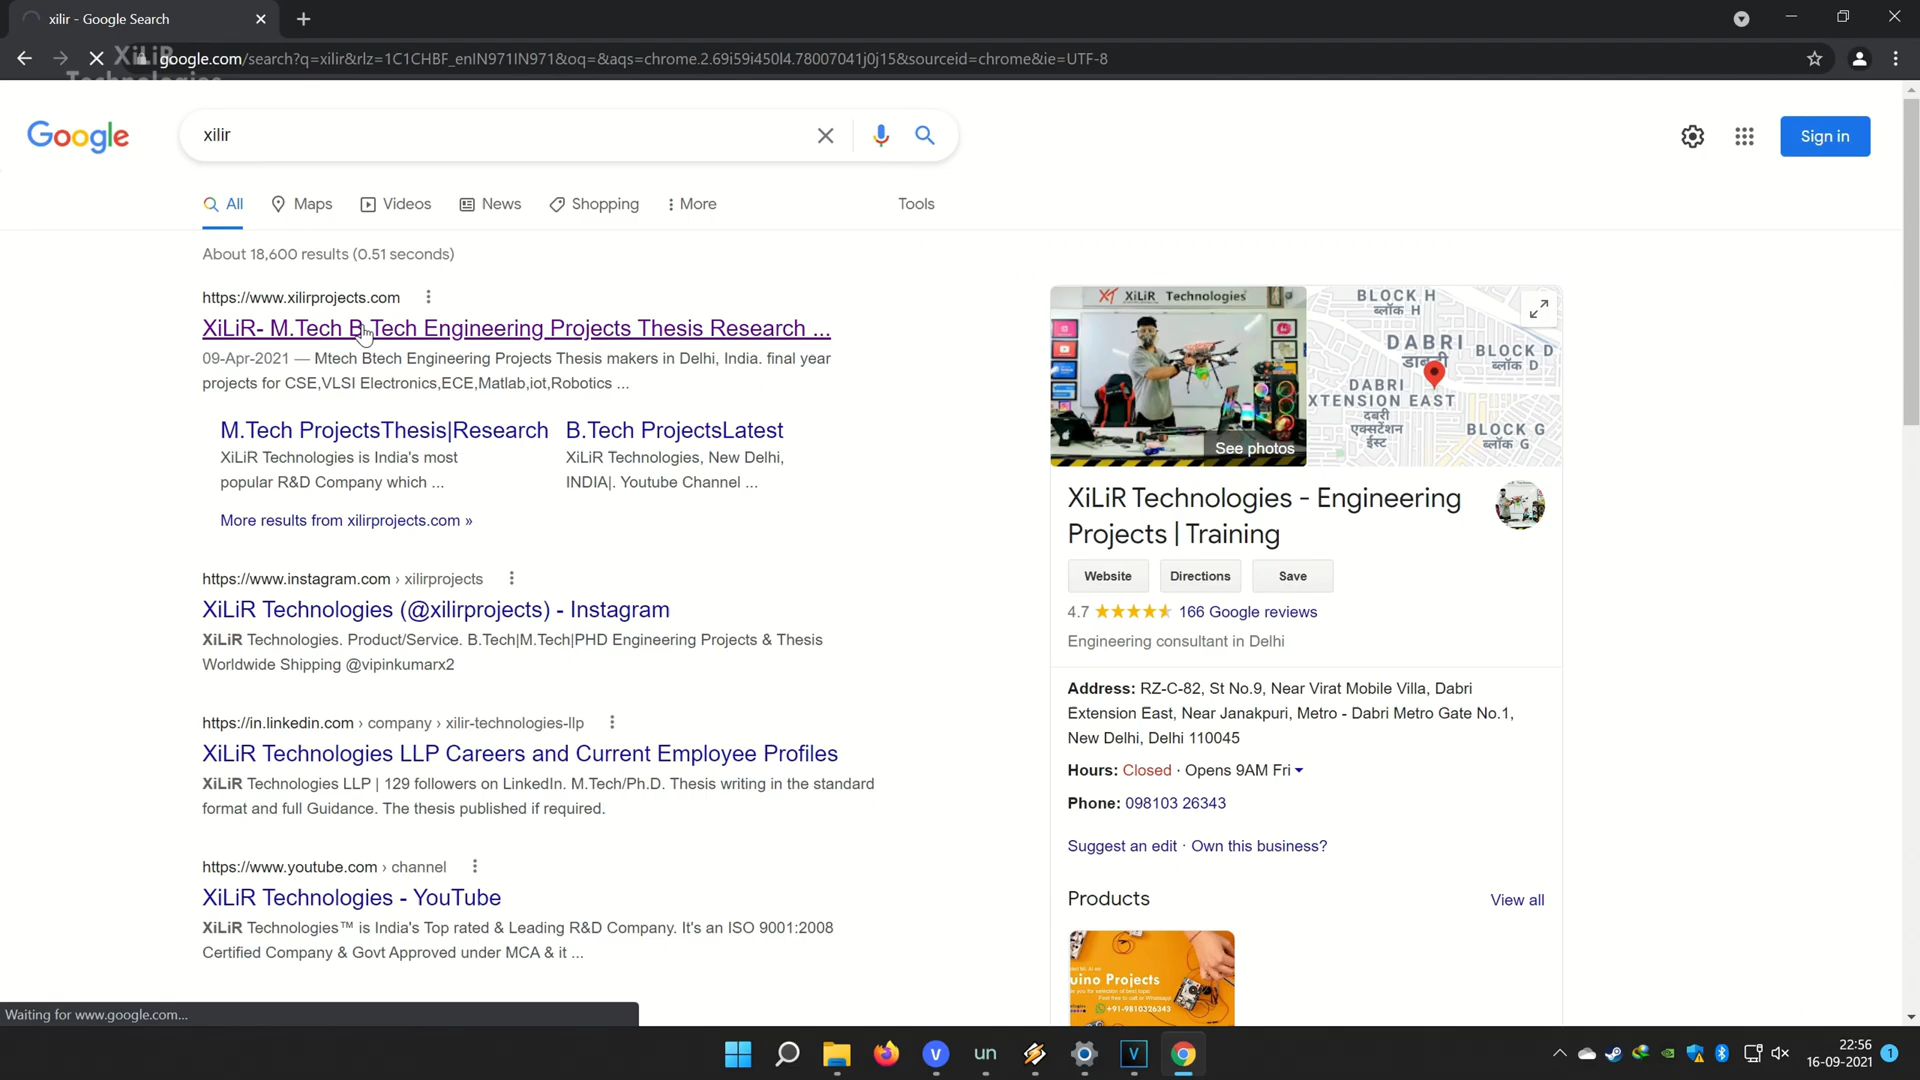 xilir - Google Search
XiLiR
Technologies
google.com/search?q=xilir&rlz=1C1CHBF_enIN971IN971&oq=&aqs=chrome.2.69i59i450l4.78007041j0j15&sourceid=chrome&ie=UTF-8
Google
xilir
Sign in
All
Maps
Videos
News
Shopping
More
Tools
About 18,600 results (0.51 seconds)
https://www.xilirprojects.com
XiLiR- M.Tech B.Tech Engineering Projects Thesis Research ...
09-Apr-2021 — Mtech Btech Engineering Projects Thesis makers in Delhi, India. final year
projects for CSE,VLSI Electronics,ECE,Matlab,iot,Robotics ...
M.Tech ProjectsThesis|Research
XiLiR Technologies is India's most
popular R&D Company which ...
B.Tech ProjectsLatest
XiLiR Technologies, New Delhi,
INDIA|. Youtube Channel ...
More results from xilirprojects.com »
https://www.instagram.com › xilirprojects
XiLiR Technologies (@xilirprojects) - Instagram
XiLiR Technologies. Product/Service. B.Tech|M.Tech|PHD Engineering Projects & Thesis
Worldwide Shipping @vipinkumarx2
https://in.linkedin.com › company › xilir-technologies-llp
XiLiR Technologies LLP Careers and Current Employee Profiles
XiLiR Technologies LLP | 129 followers on LinkedIn. M.Tech/Ph.D. Thesis writing in the standard
format and full Guidance. The thesis published if required.
https://www.youtube.com › channel
XiLiR Technologies - YouTube
XiLiR Technologies™ is India's Top rated & Leading R&D Company. It's an ISO 9001:2008
Certified Company & Govt Approved under MCA & it ...
XT XiLiR Technologies
See photos
BLOCK H
ब्लॉक H
DABRI
डाबड़ी
BLOCK D
ब्लॉक D
DABRI
XTENSION EAST
दबरी
एक्सटेंशन
ईस्ट
BLOCK G
ब्लॉक G
XiLiR Technologies - Engineering
Projects | Training
Website
Directions
Save
4.7
166 Google reviews
Engineering consultant in Delhi
Address: RZ-C-82, St No.9, Near Virat Mobile Villa, Dabri
Extension East, Near Janakpuri, Metro - Dabri Metro Gate No.1,
New Delhi, Delhi 110045
Hours: Closed · Opens 9AM Fri
Phone: 098103 26343
Suggest an edit · Own this business?
Products
View all
uino Projects
+91-9810326343
Waiting for www.google.com...
un
V
V
22:56
16-09-2021
1